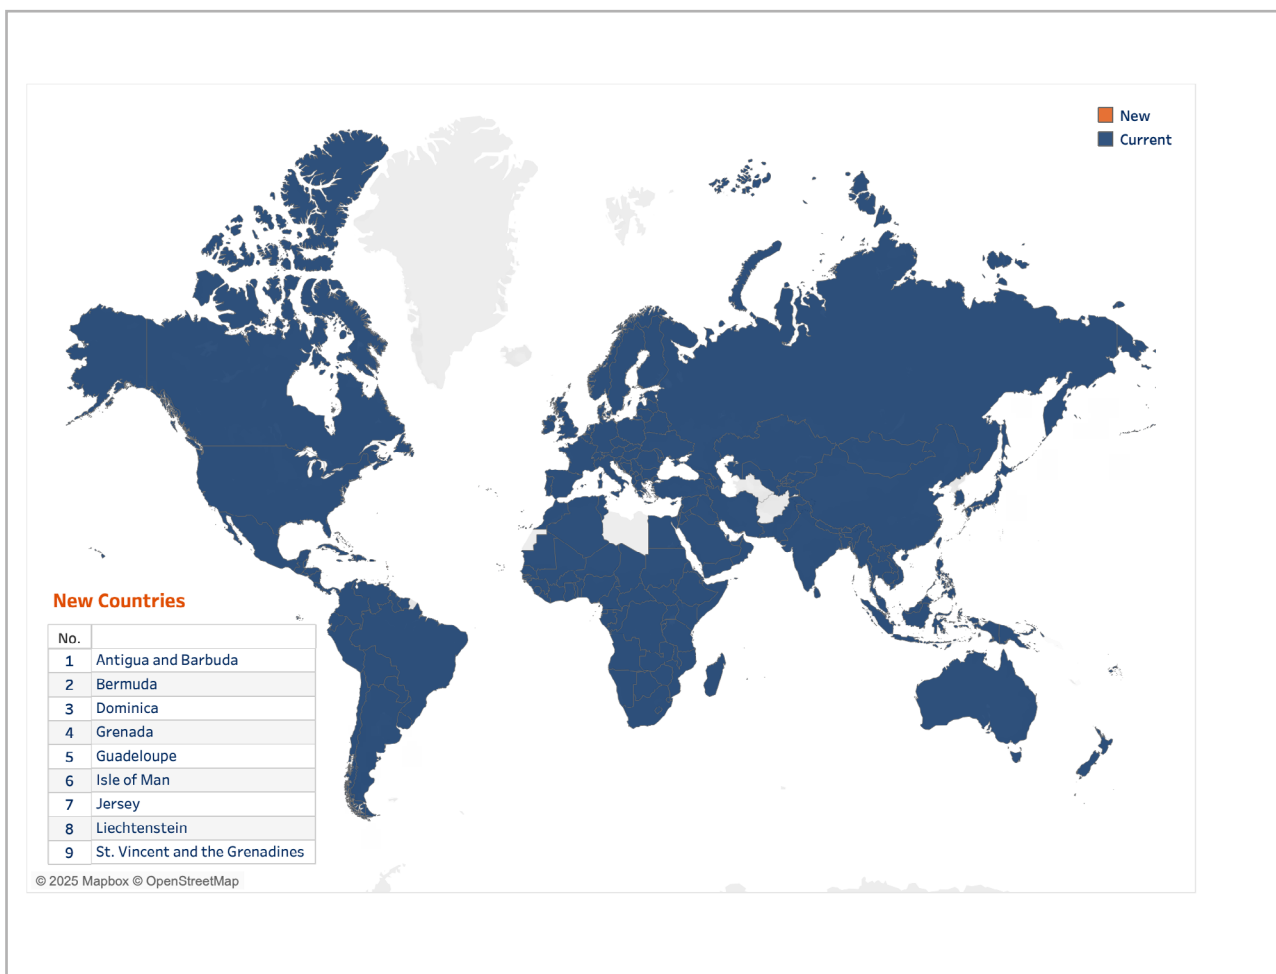 New
Current
New Countries
No.
1 Antigua and Barbuda
2 Bermuda
3 Dominica
4 Grenada
5 Guadeloupe
6 Isle of Man
7 Jersey
8 Liechtenstein
9 St. Vincent and the Grenadines
© 2025 Mapbox © OpenStreetMap